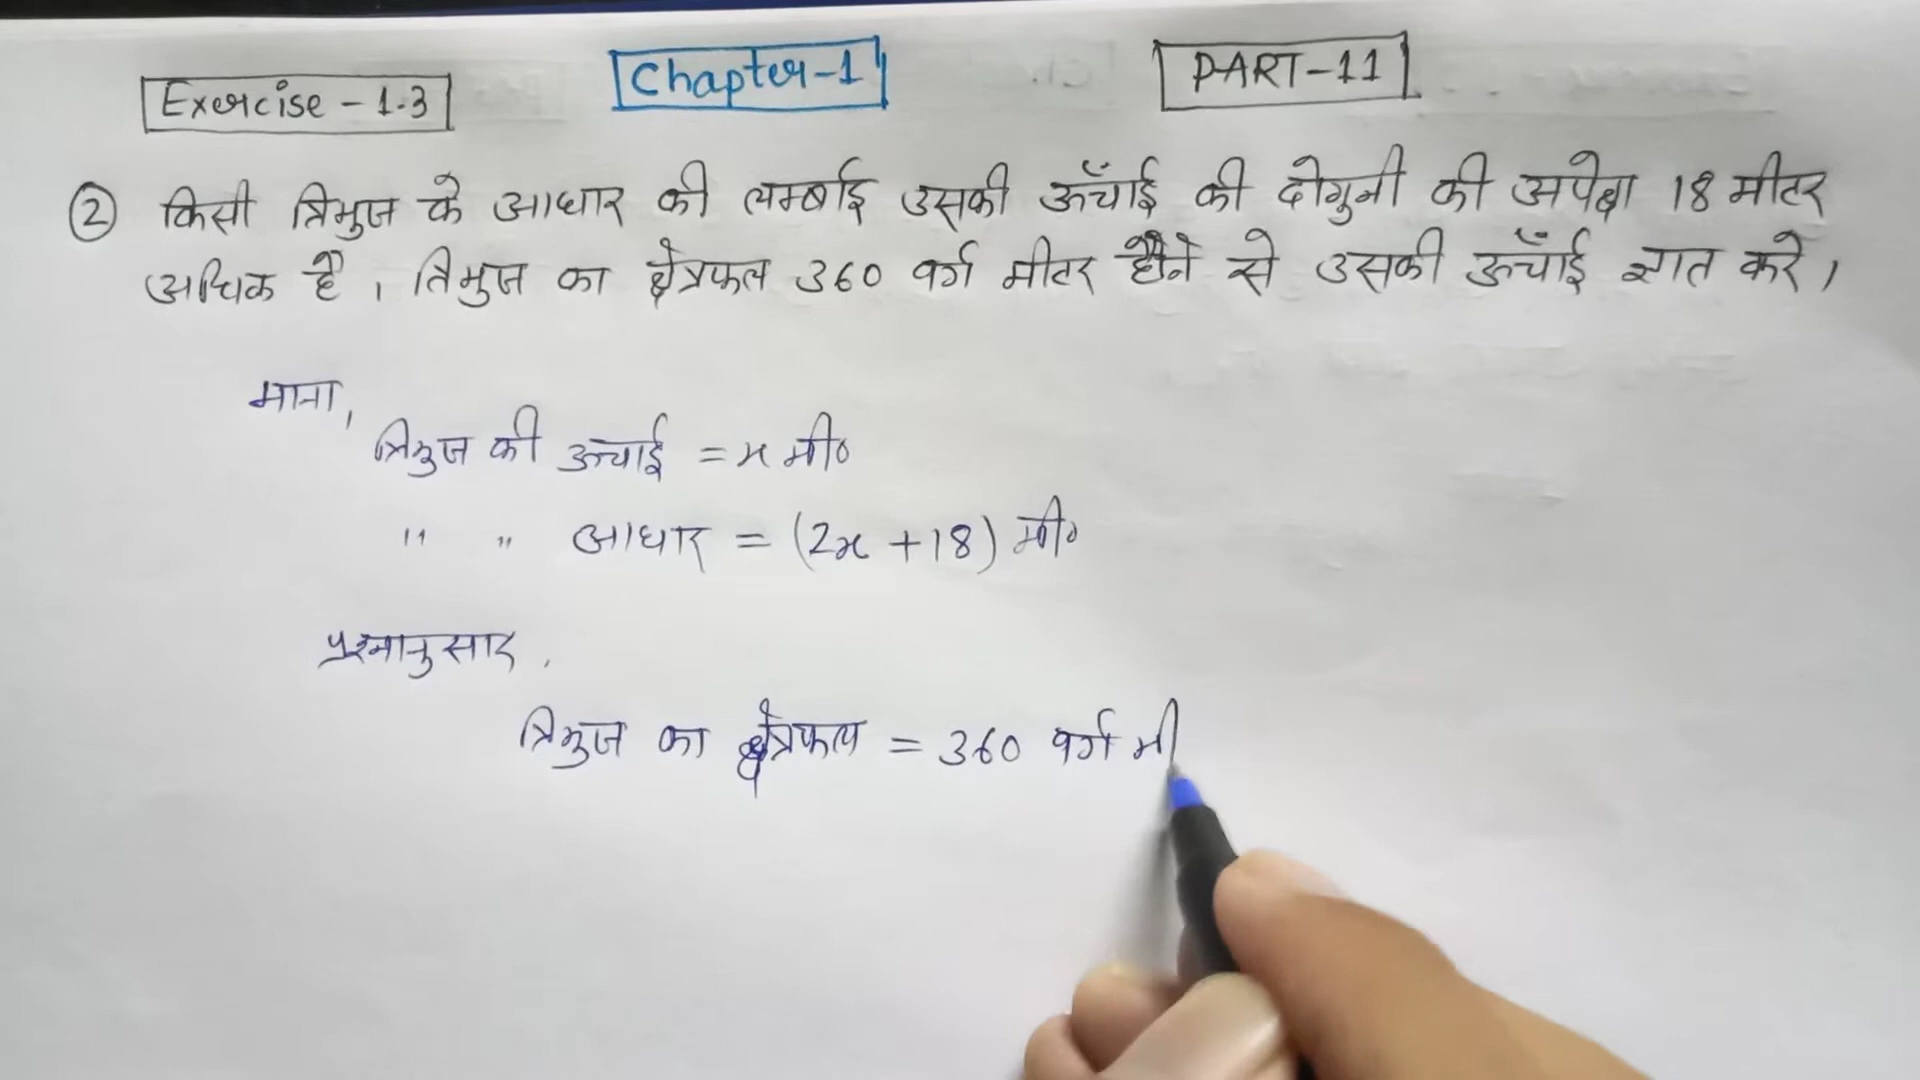 Exercise - 1.3
Chapter-1
PART-11
② किसी त्रिभुज के आधार की लम्बाई उसकी ऊँचाई की दोगुनी की अपेक्षा 18 मीटर
अधिक है, त्रिभुज का क्षेत्रफल 360 वर्ग मीटर होने से उसकी ऊँचाई ज्ञात करे,
माना,
त्रिभुज की ऊचाई = x मी०
" " आधार = (2x + 18) मी०
प्रश्नानुसार,
त्रिभुज का क्षेत्रफल = 360 वर्ग मी